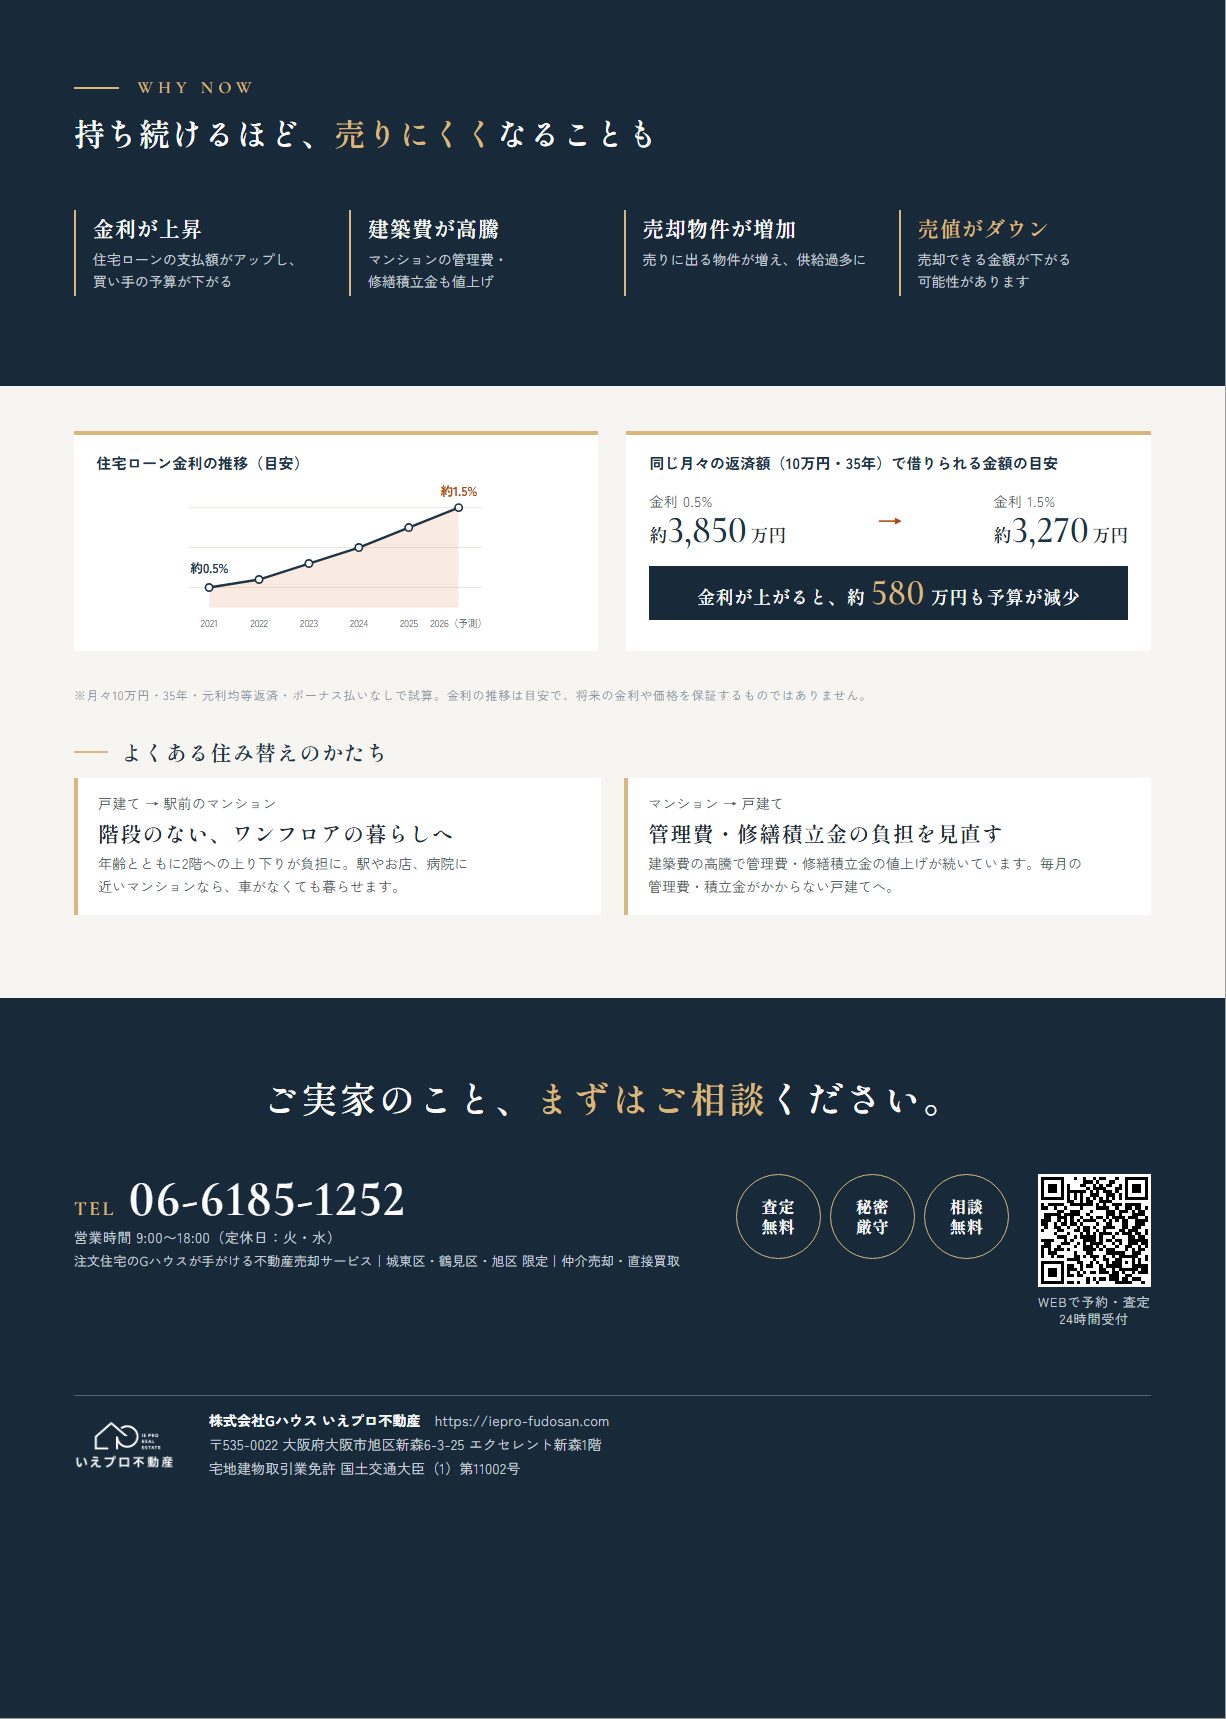 WHY NOW
持ち続けるほど、売りにくくなることも
金利が上昇
住宅ローンの支払額がアップし、
買い手の予算が下がる
建築費が高騰
マンションの管理費・
修繕積立金も値上げ
売却物件が増加
売りに出る物件が増え、供給過多に
売値がダウン
売却できる金額が下がる
可能性があります
住宅ローン金利の推移（目安）
約1.5%
約0.5%
2021 2022 2023 2024 2025 2026（予測）
同じ月々の返済額（10万円・35年）で借りられる金額の目安
金利 0.5%
約3,850万円
→
金利 1.5%
約3,270万円
金利が上がると、約 580 万円も予算が減少
※月々10万円・35年・元利均等返済・ボーナス払いなしで試算。金利の推移は目安で、将来の金利や価格を保証するものではありません。
よくある住み替えのかたち
戸建て → 駅前のマンション
階段のない、ワンフロアの暮らしへ
年齢とともに2階への上り下りが負担に。駅やお店、病院に
近いマンションなら、車がなくても暮らせます。
マンション → 戸建て
管理費・修繕積立金の負担を見直す
建築費の高騰で管理費・修繕積立金の値上げが続いています。毎月の
管理費・積立金がかからない戸建てへ。
ご実家のこと、まずはご相談ください。
TEL 06-6185-1252
営業時間 9:00〜18:00（定休日：火・水）
注文住宅のGハウスが手がける不動産売却サービス｜城東区・鶴見区・旭区 限定｜仲介売却・直接買取
査定
無料
秘密
厳守
相談
無料
WEBで予約・査定
24時間受付
IE PRO
REAL
ESTATE
いえプロ不動産
株式会社Gハウス いえプロ不動産 https://iepro-fudosan.com
〒535-0022 大阪府大阪市旭区新森6-3-25 エクセレント新森1階
宅地建物取引業免許 国土交通大臣（1）第11002号